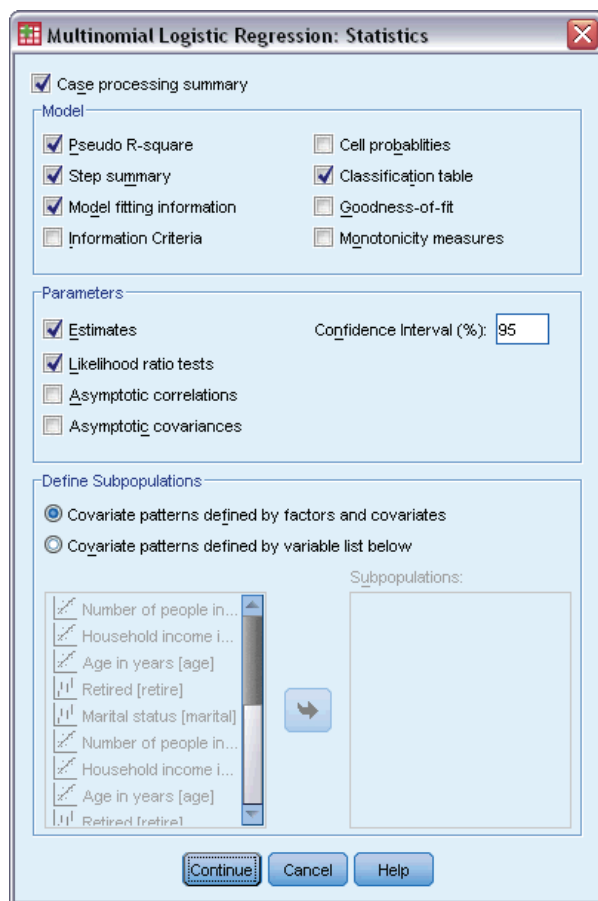 Multinomial Logistic Regression: Statistics
Case processing summary
Model
Pseudo R-square
Cell probablities
Step summary
Classification table
Model fitting information
Goodness-of-fit
Information Criteria
Monotonicity measures
Parameters
Estimates
Confidence Interval (%): 95
Likelihood ratio tests
Asymptotic correlations
Asymptotic covariances
Define Subpopulations
Covariate patterns defined by factors and covariates
Covariate patterns defined by variable list below
Subpopulations:
Number of people in...
Household income i...
Age in years [age]
Retired [retire]
Marital status [marital]
Number of people in...
Household income i...
Age in years [age]
Retired [retire]
Continue Cancel Help